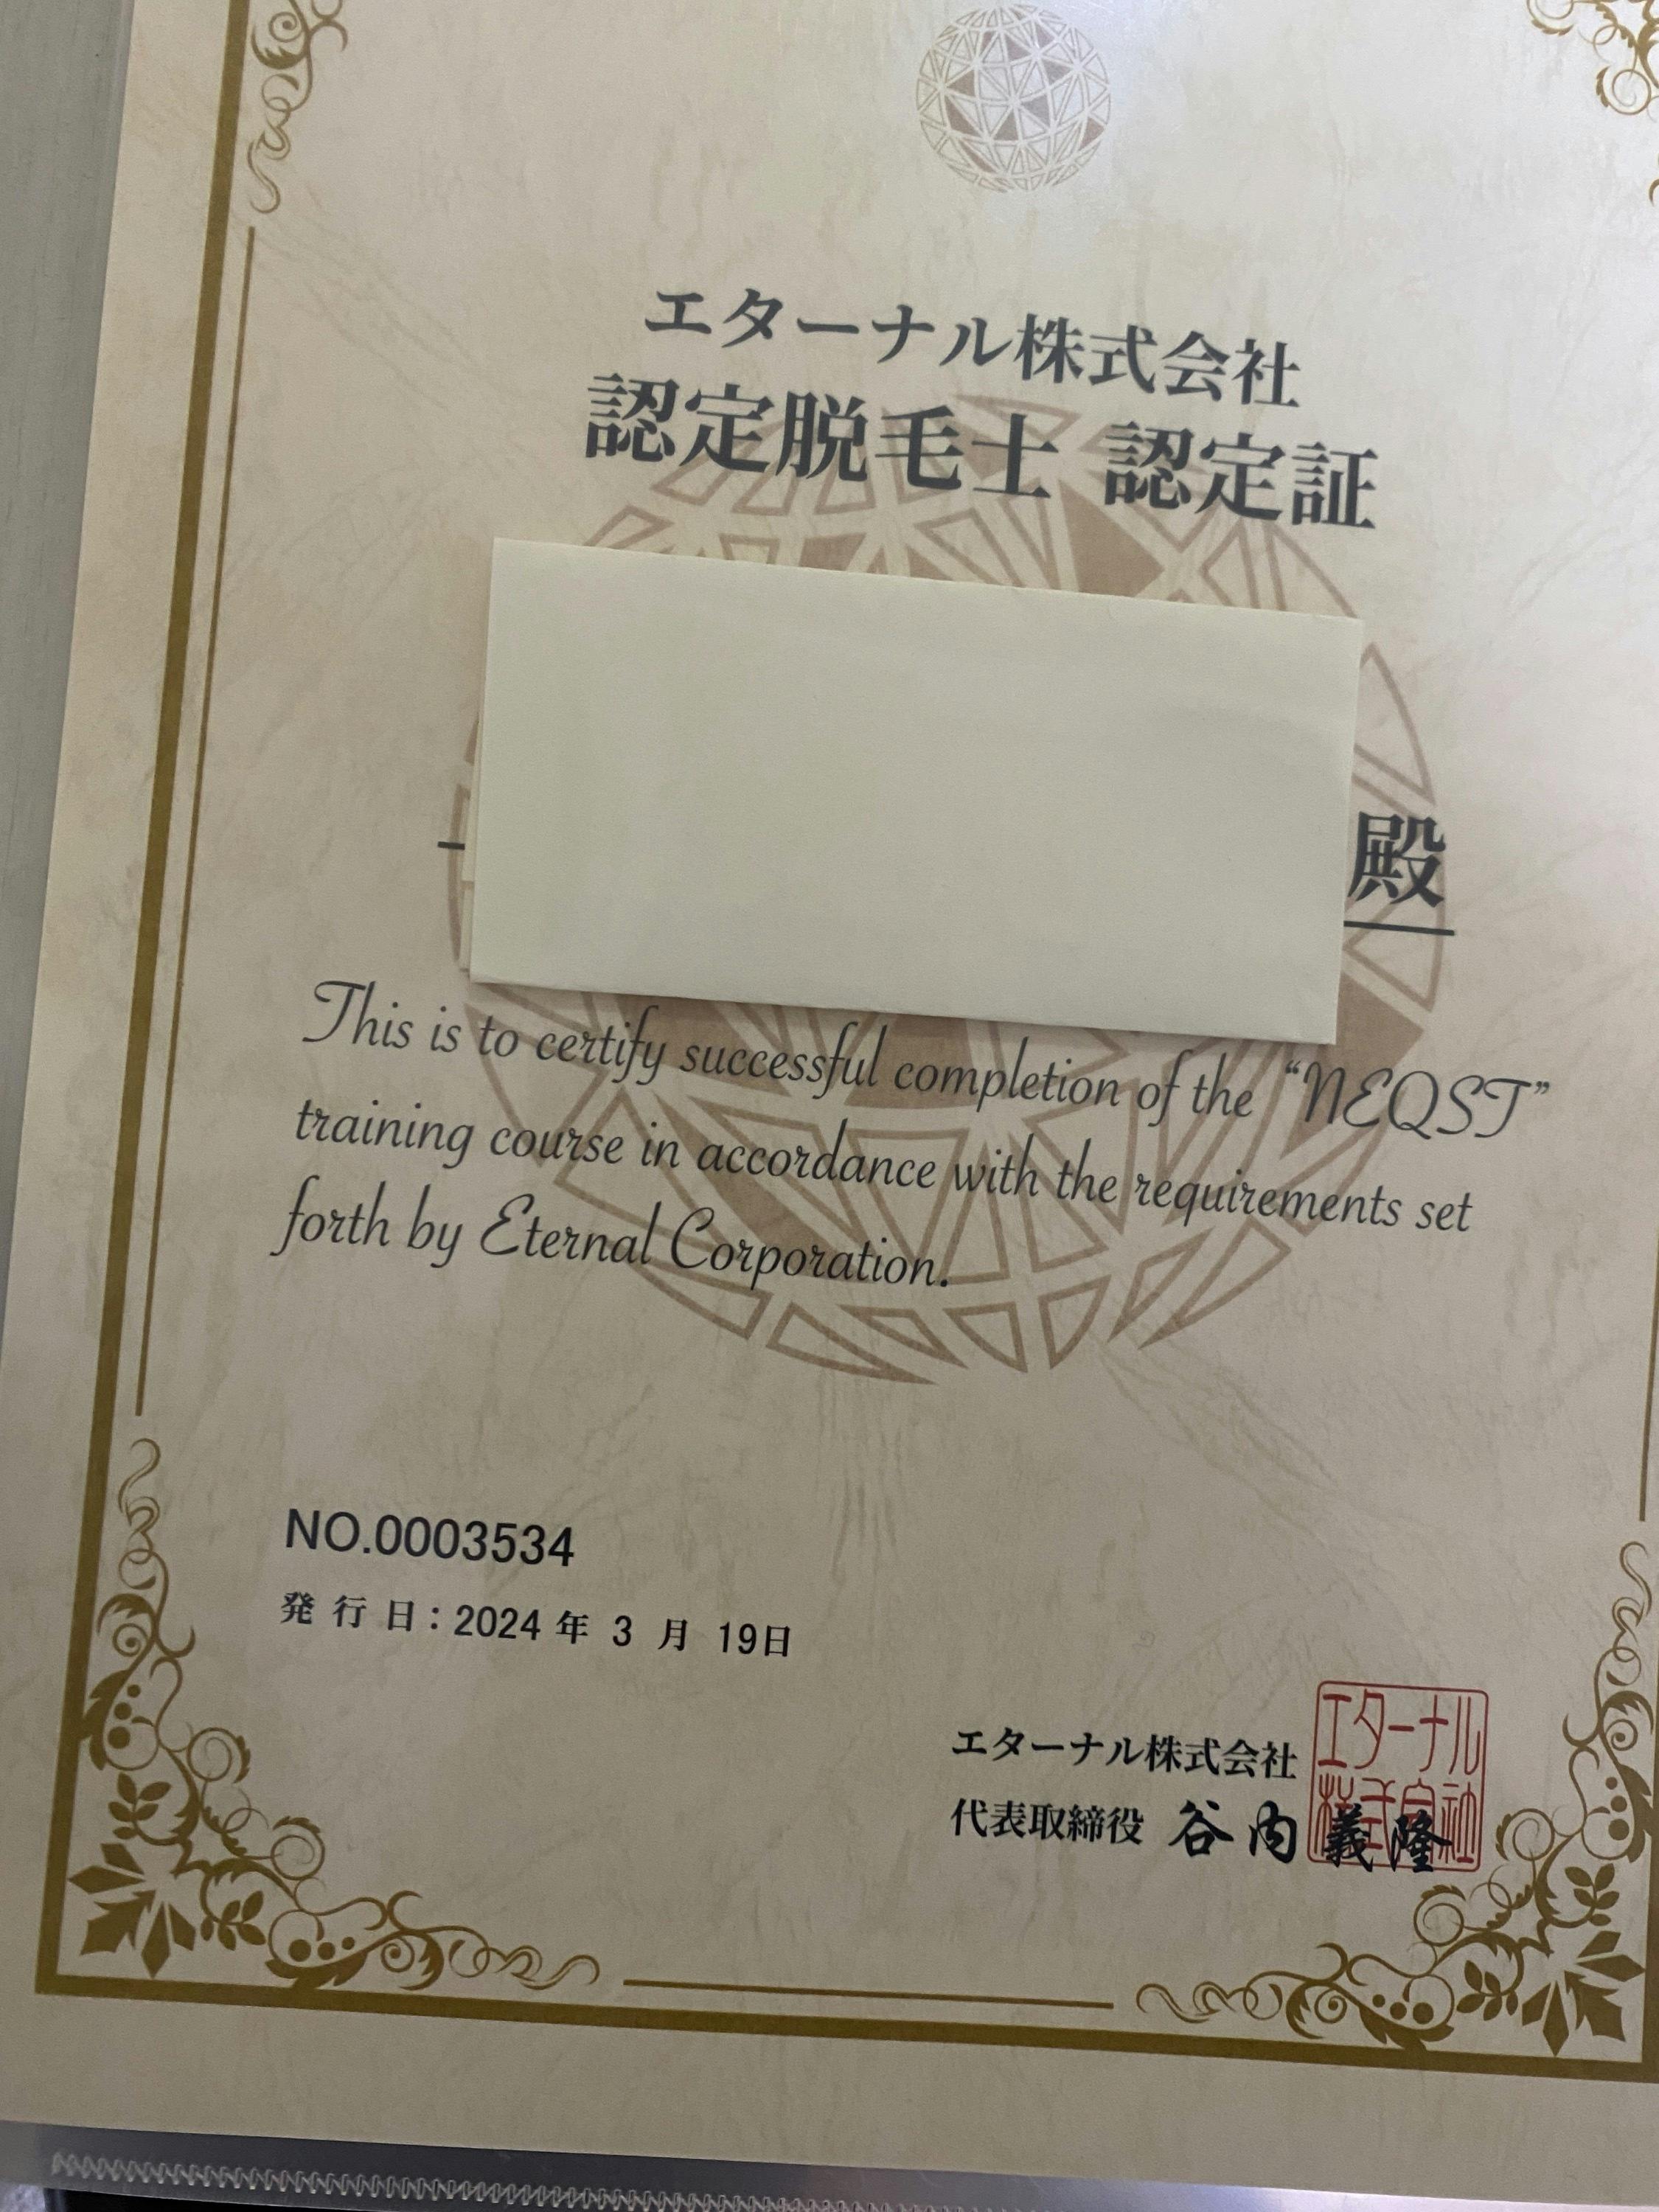 エターナル株式会社
認定脱毛士 認定証
殿
This is to certify successful completion of the “NEQST”
training course in accordance with the requirements set
forth by Eternal Corporation.
NO.0003534
発行日：2024年 3 月 19日
エターナル株式会社
代表取締役 谷内義隆
エターナル
株式会社